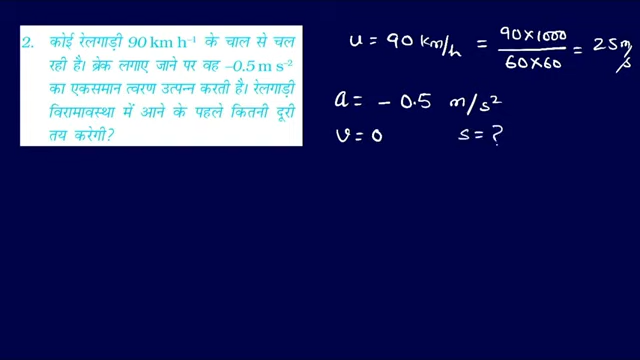 2. कोई रेलगाड़ी 90 km h⁻¹ के चाल से चल
रही है। ब्रेक लगाए जाने पर वह –0.5 m s⁻²
का एकसमान त्वरण उत्पन्न करती है। रेलगाड़ी
विरामावस्था में आने के पहले कितनी दूरी
तय करेगी?
u = 90 km/h = 90×1000 / 60×60 = 25 m/s
a = - 0.5 m/s²
v = 0 s = ?